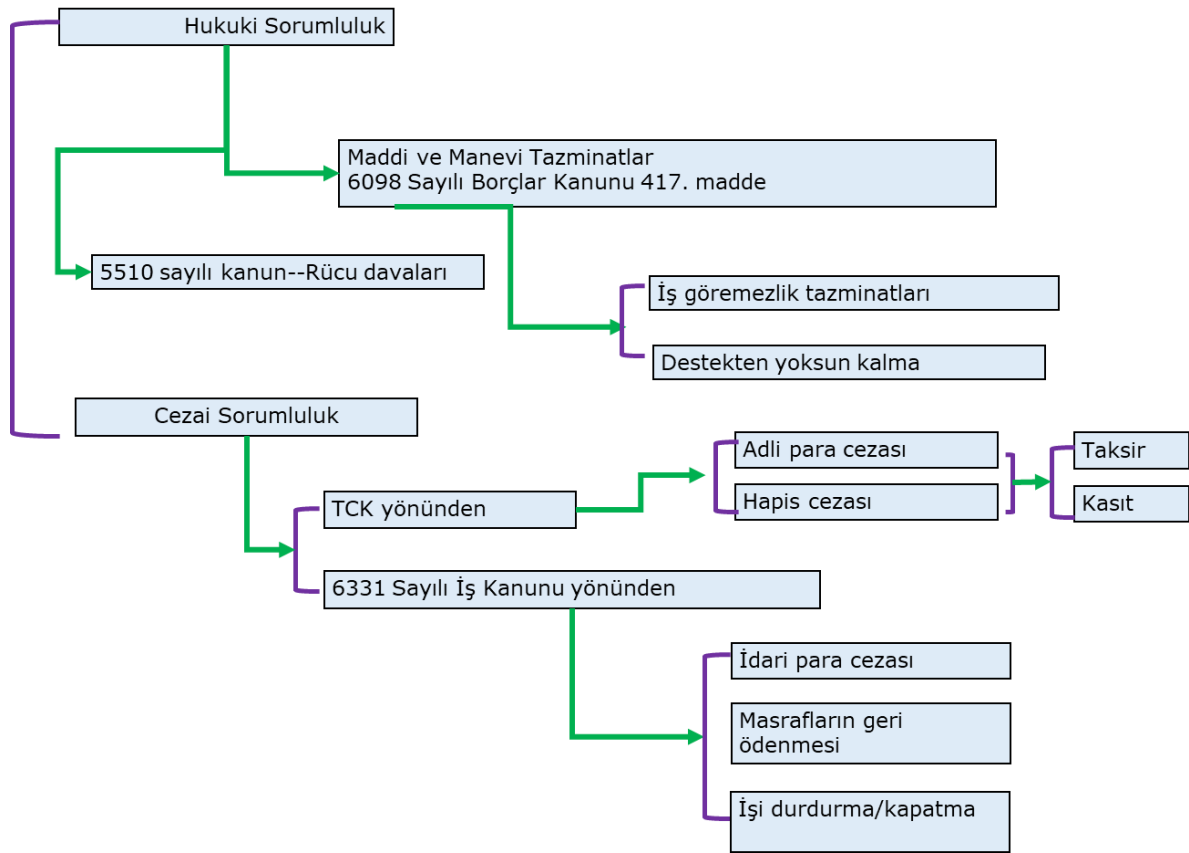 Hukuki Sorumluluk
Maddi ve Manevi Tazminatlar
6098 Sayılı Borçlar Kanunu 417. madde
5510 sayılı kanun--Rücu davaları
İş göremezlik tazminatları
Destekten yoksun kalma
Cezai Sorumluluk
Adli para cezası
Taksir
Hapis cezası
Kasıt
TCK yönünden
6331 Sayılı İş Kanunu yönünden
İdari para cezası
Masrafların geri
ödenmesi
İşi durdurma/kapatma